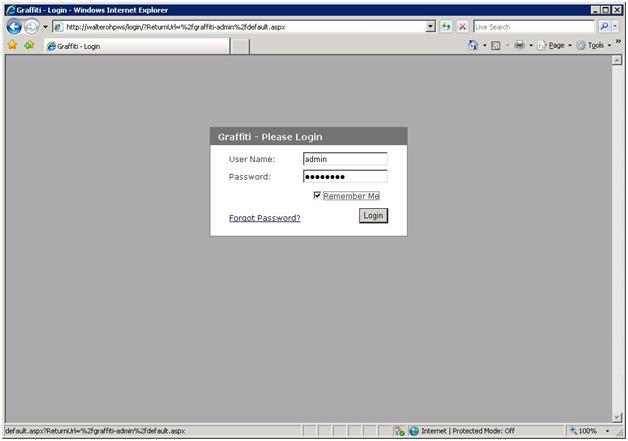 Graffiti - Login - Windows Internet Explorer
http://walterohpws/login/?ReturnUrl=%2fgraffiti-admin%2fdefault.aspx
Live Search
Graffiti - Login
Page
Tools
»
Graffiti - Please Login
User Name: admin
Password: ••••••••
Remember Me
Forgot Password? Login
default.aspx?ReturnUrl=%2fgraffiti-admin%2fdefault.aspx Internet | Protected Mode: Off 100%